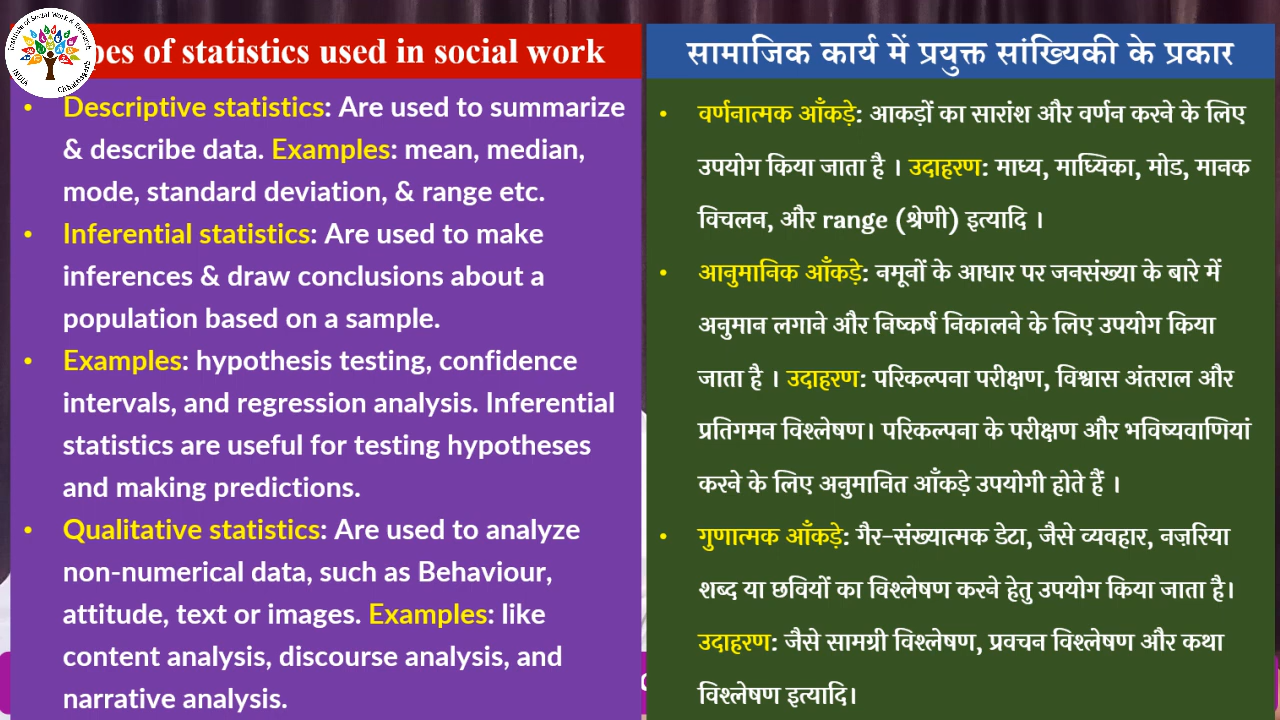 Institute of Social Work & Research
Chhatrapati
pes of statistics used in social work
• Descriptive statistics: Are used to summarize
& describe data. Examples: mean, median,
mode, standard deviation, & range etc.
• Inferential statistics: Are used to make
inferences & draw conclusions about a
population based on a sample.
• Examples: hypothesis testing, confidence
intervals, and regression analysis. Inferential
statistics are useful for testing hypotheses
and making predictions.
• Qualitative statistics: Are used to analyze
non-numerical data, such as Behaviour,
attitude, text or images. Examples: like
content analysis, discourse analysis, and
narrative analysis.
सामाजिक कार्य में प्रयुक्त सांख्यिकी के प्रकार
• वर्णनात्मक आँकड़े: आकड़ों का सारांश और वर्णन करने के लिए
उपयोग किया जाता है । उदाहरण: माध्य, माध्यिका, मोड, मानक
विचलन, और range (श्रेणी) इत्यादि ।
• आनुमानिक आँकड़े: नमूनों के आधार पर जनसंख्या के बारे में
अनुमान लगाने और निष्कर्ष निकालने के लिए उपयोग किया
जाता है । उदाहरण: परिकल्पना परीक्षण, विश्वास अंतराल और
प्रतिगमन विश्लेषण। परिकल्पना के परीक्षण और भविष्यवाणियां
करने के लिए अनुमानित आँकड़े उपयोगी होते हैं ।
• गुणात्मक आँकड़े: गैर-संख्यात्मक डेटा, जैसे व्यवहार, नज़रिया
शब्द या छवियों का विश्लेषण करने हेतु उपयोग किया जाता है।
उदाहरण: जैसे सामग्री विश्लेषण, प्रवचन विश्लेषण और कथा
विश्लेषण इत्यादि।